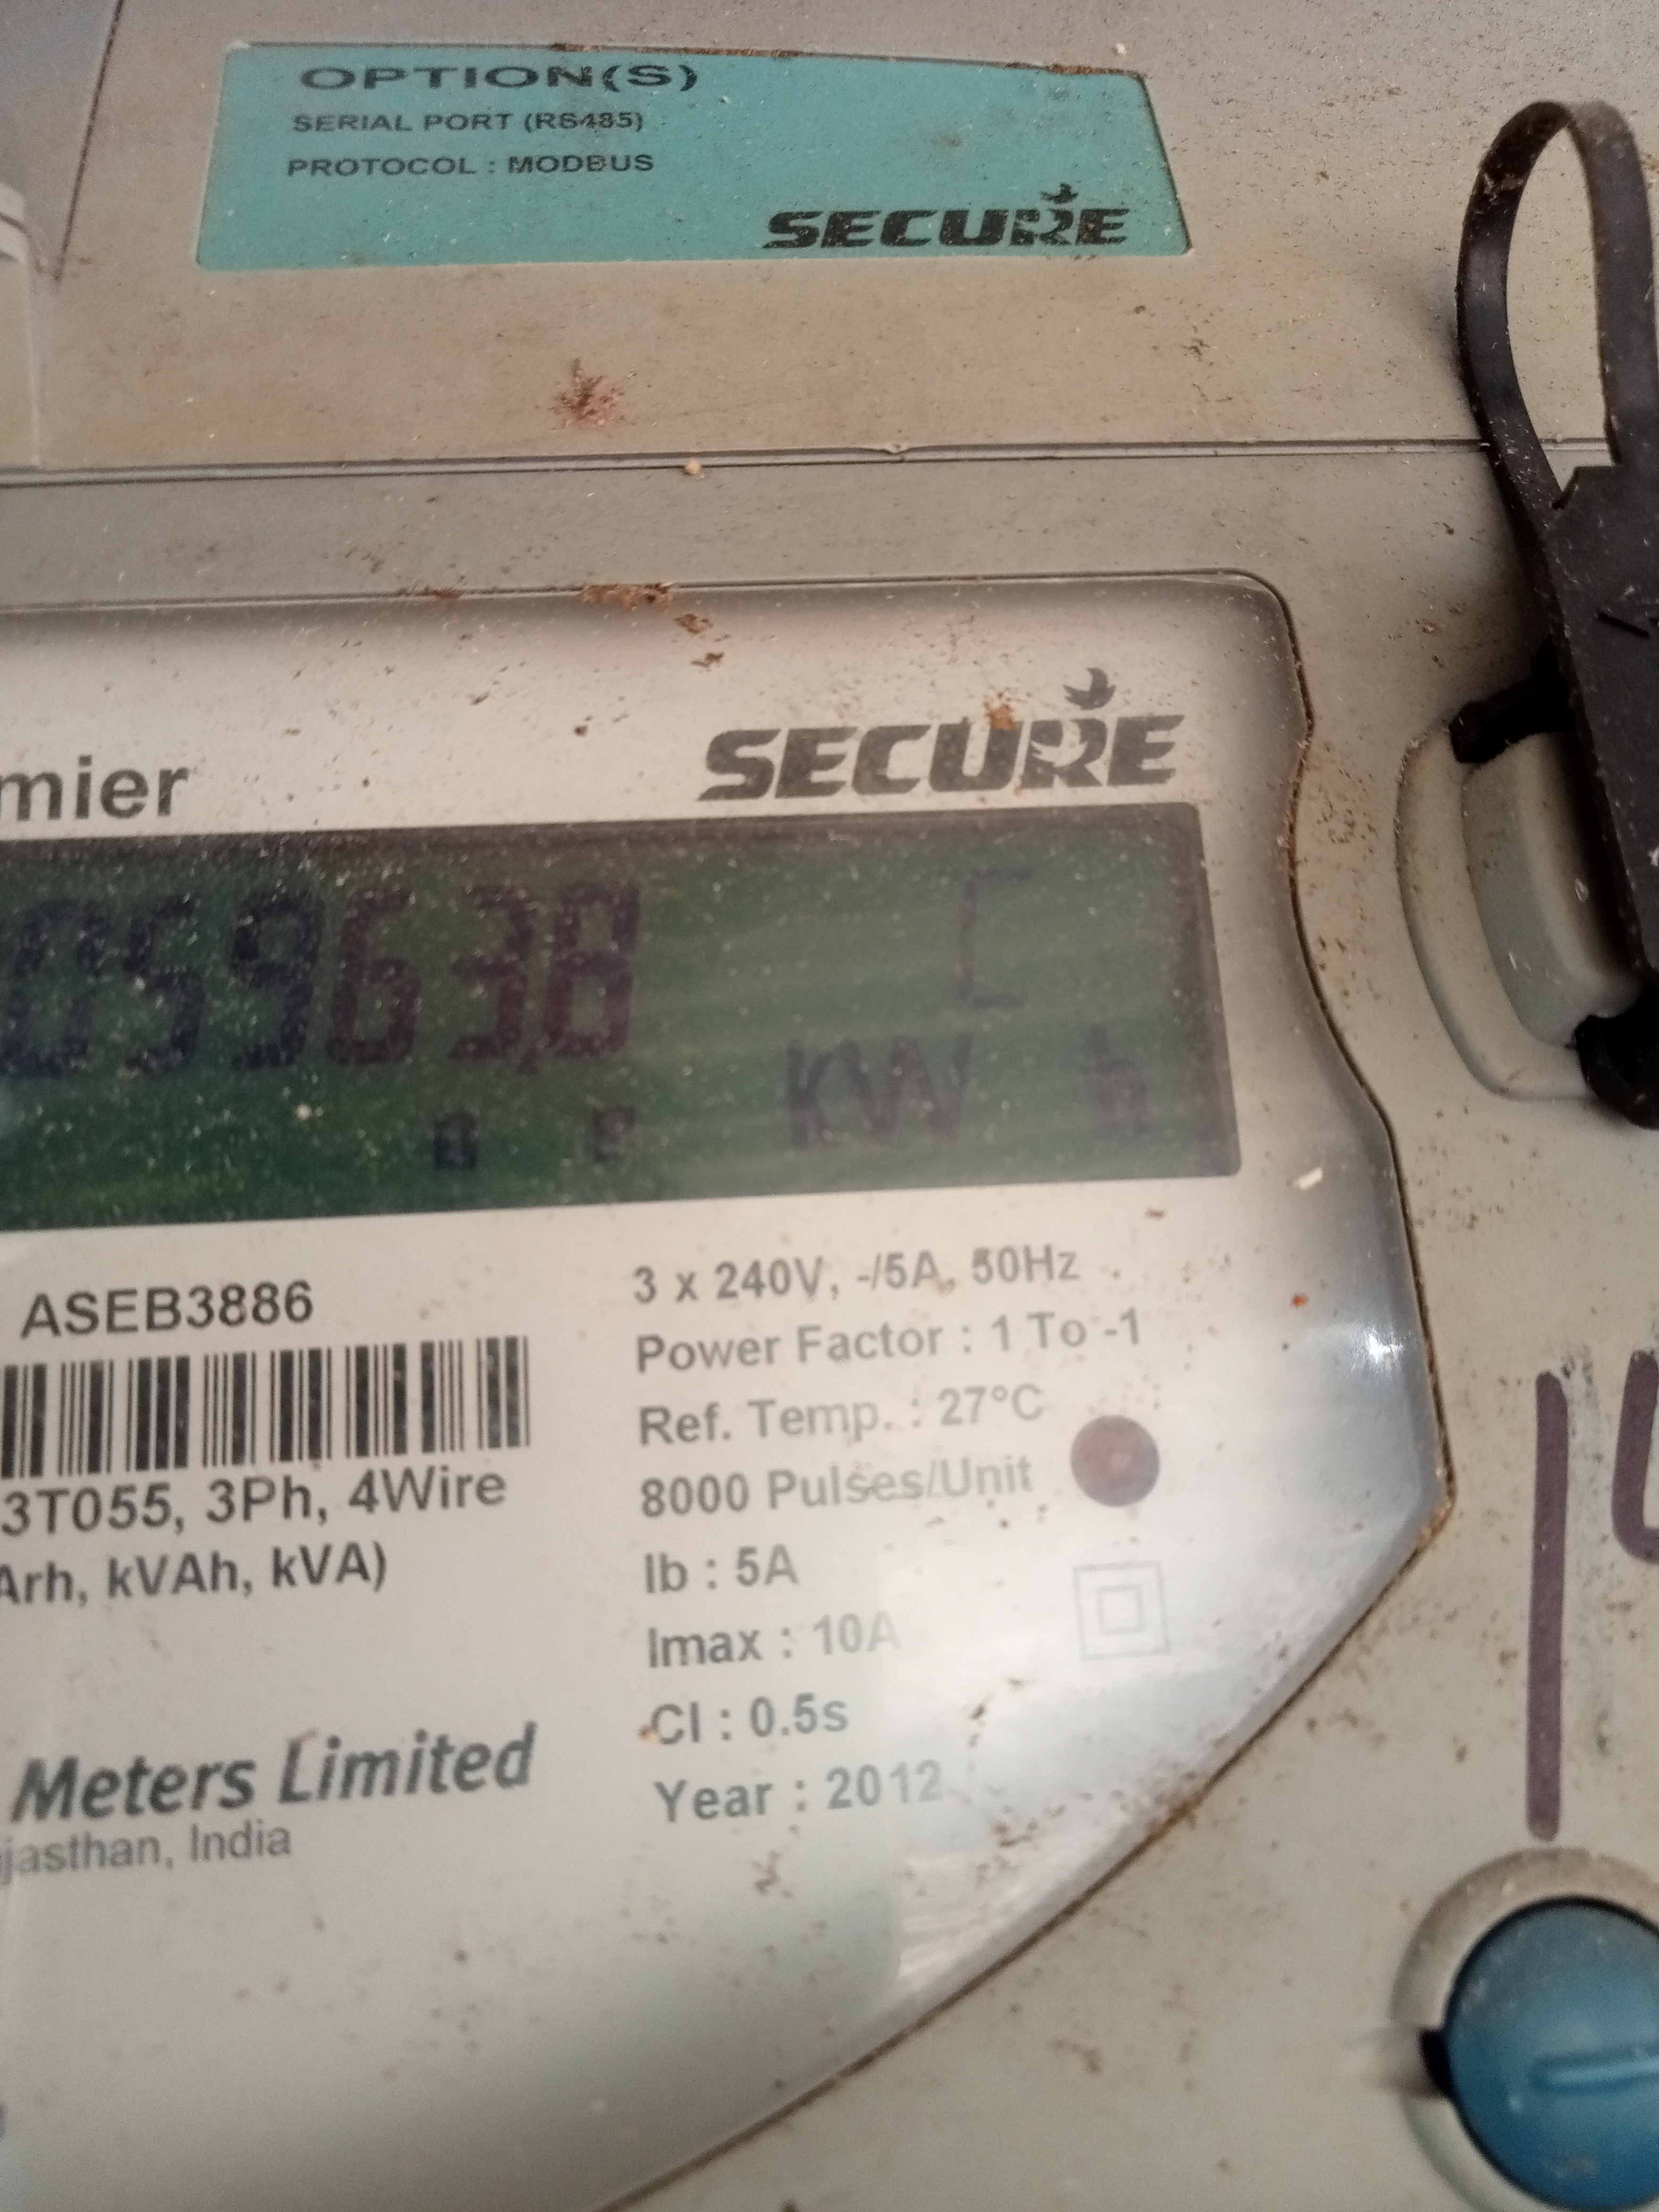 OPTION(S)
SERIAL PORT (RS485)
PROTOCOL : MODBUS
SECURE
mier
SECURE
059638
C
kW h
ASEB3886
3 x 240V, -/5A, 50Hz
Power Factor : 1 To -1
Ref. Temp. : 27°C
8000 Pulses/Unit
3T055, 3Ph, 4Wire
Arh, kVAh, kVA)
Ib : 5A
Imax : 10A
Cl : 0.5s
Year : 2012
Meters Limited
jasthan, India